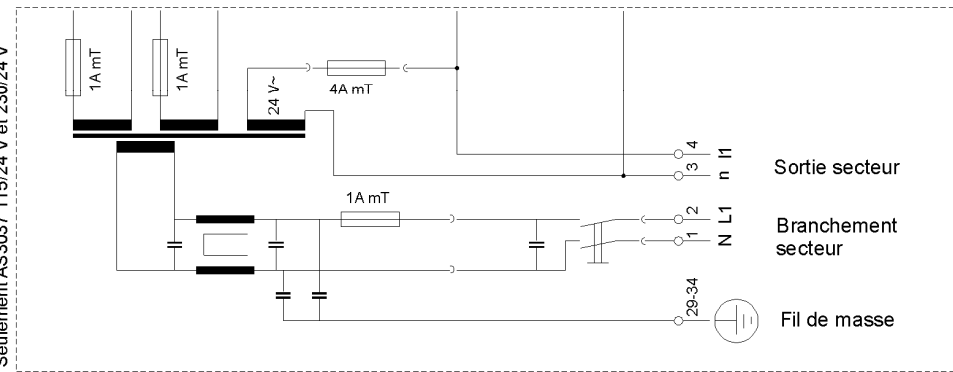 Seulement AS3037 115/24 V et 230/24 V
1A mT
1A mT
24 V~
4A mT
4 l1
3 n
Sortie secteur
1A mT
2 L1
1 N
Branchement
secteur
29-34
Fil de masse